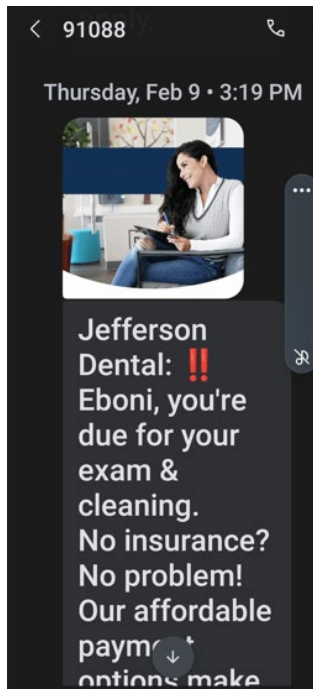 91088
Thursday, Feb 9 • 3:19 PM
Jefferson
Dental: ‼️
Eboni, you're
due for your
exam &
cleaning.
No insurance?
No problem!
Our affordable
options make